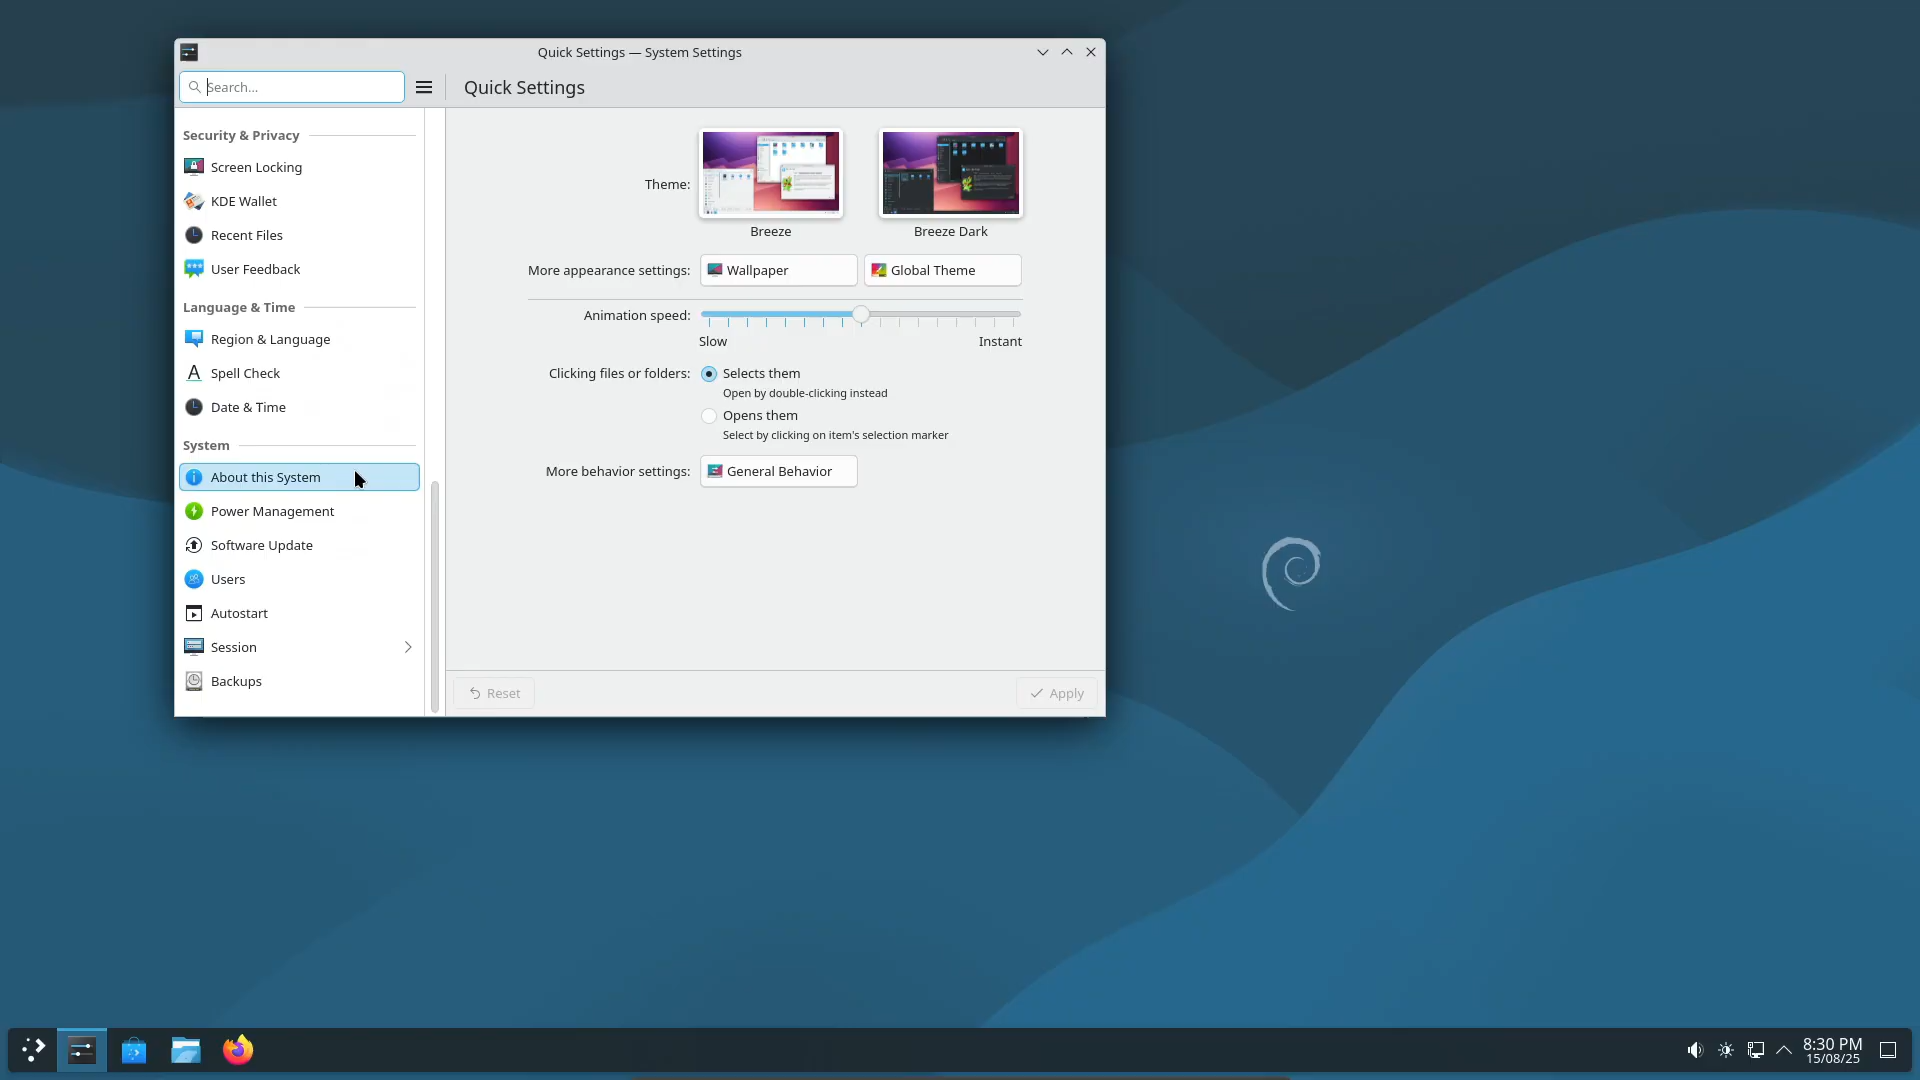 Quick Settings — System Settings
Search...
Quick Settings
Security & Privacy
Screen Locking
KDE Wallet
Recent Files
User Feedback
Language & Time
Region & Language
Spell Check
Date & Time
System
About this System
Power Management
Software Update
Users
Autostart
Session
Backups
Theme:
Breeze
Breeze Dark
More appearance settings:
Wallpaper
Global Theme
Animation speed:
Slow
Instant
Clicking files or folders:
Selects them
Open by double-clicking instead
Opens them
Select by clicking on item's selection marker
More behavior settings:
General Behavior
Reset
Apply
8:30 PM
15/08/25